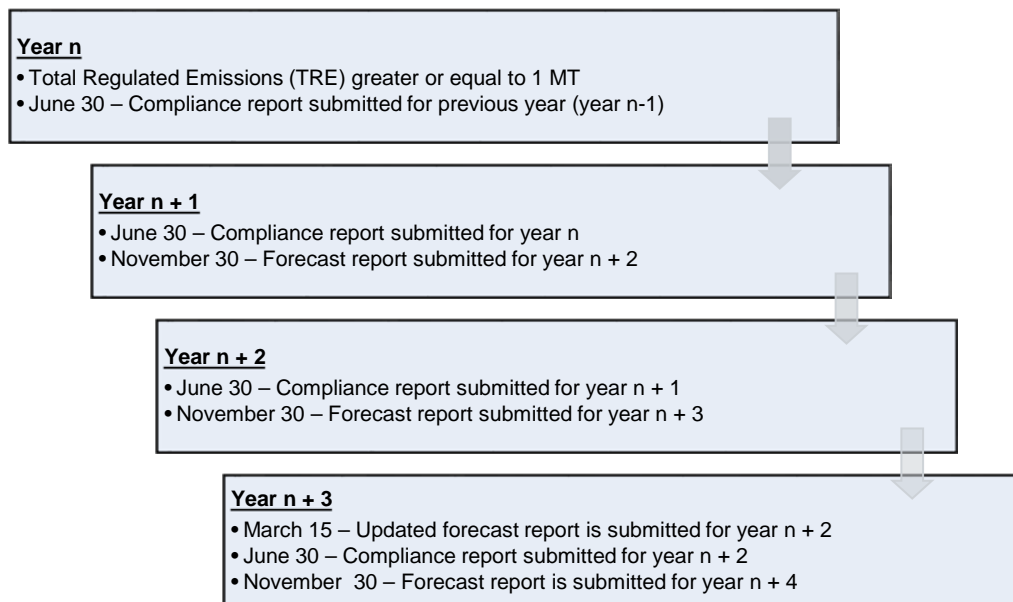 Year n
• Total Regulated Emissions (TRE) greater or equal to 1 MT
• June 30 – Compliance report submitted for previous year (year n-1)
Year n + 1
• June 30 – Compliance report submitted for year n
• November 30 – Forecast report submitted for year n + 2
Year n + 2
• June 30 – Compliance report submitted for year n + 1
• November 30 – Forecast report submitted for year n + 3
Year n + 3
• March 15 – Updated forecast report is submitted for year n + 2
• June 30 – Compliance report submitted for year n + 2
• November 30 – Forecast report is submitted for year n + 4